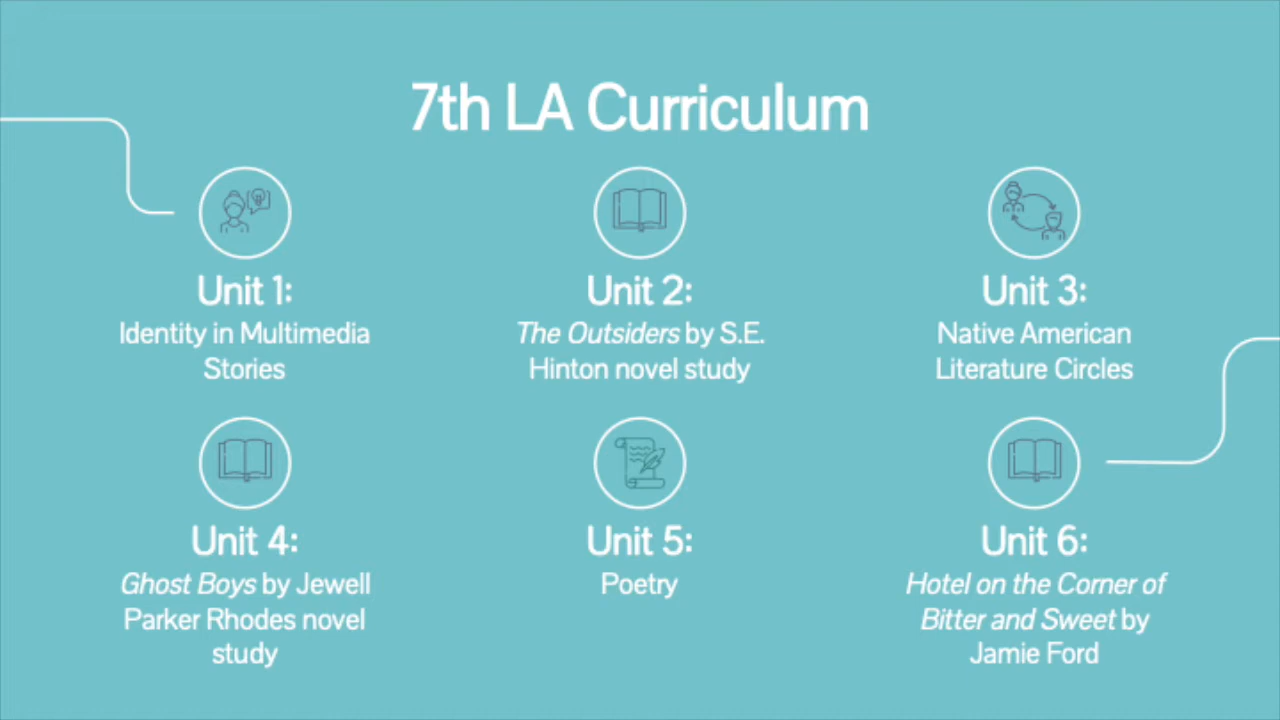 7th LA Curriculum
Unit 1:
Identity in Multimedia
Stories
Unit 2:
The Outsiders by S.E.
Hinton novel study
Unit 3:
Native American
Literature Circles
Unit 4:
Ghost Boys by Jewell
Parker Rhodes novel
study
Unit 5:
Poetry
Unit 6:
Hotel on the Corner of
Bitter and Sweet by
Jamie Ford